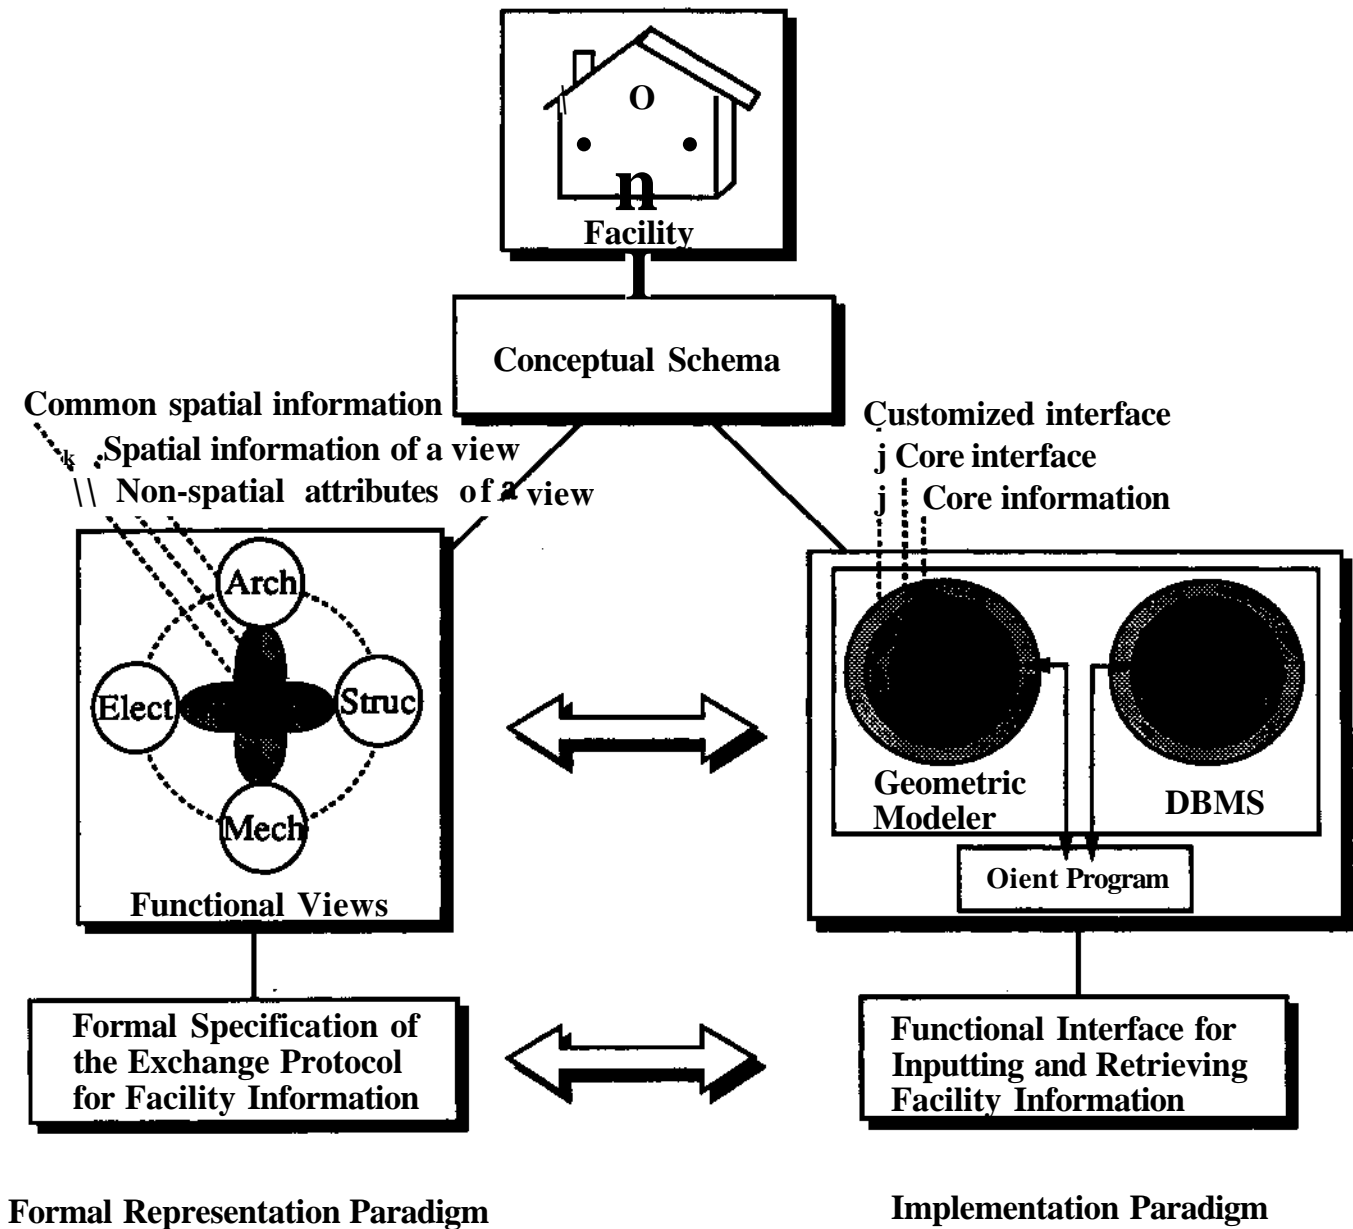 O
n
Facility
Conceptual Schema
Common spatial information
Spatial information of a view
Non-spatial attributes of a view
Customized interface
j Core interface
j Core information
Arch
Elect
Struc
Mech
Functional Views
Geometric
Modeler
DBMS
Oient Program
Formal Specification of
the Exchange Protocol
for Facility Information
Functional Interface for
Inputting and Retrieving
Facility Information
Formal Representation Paradigm
Implementation Paradigm